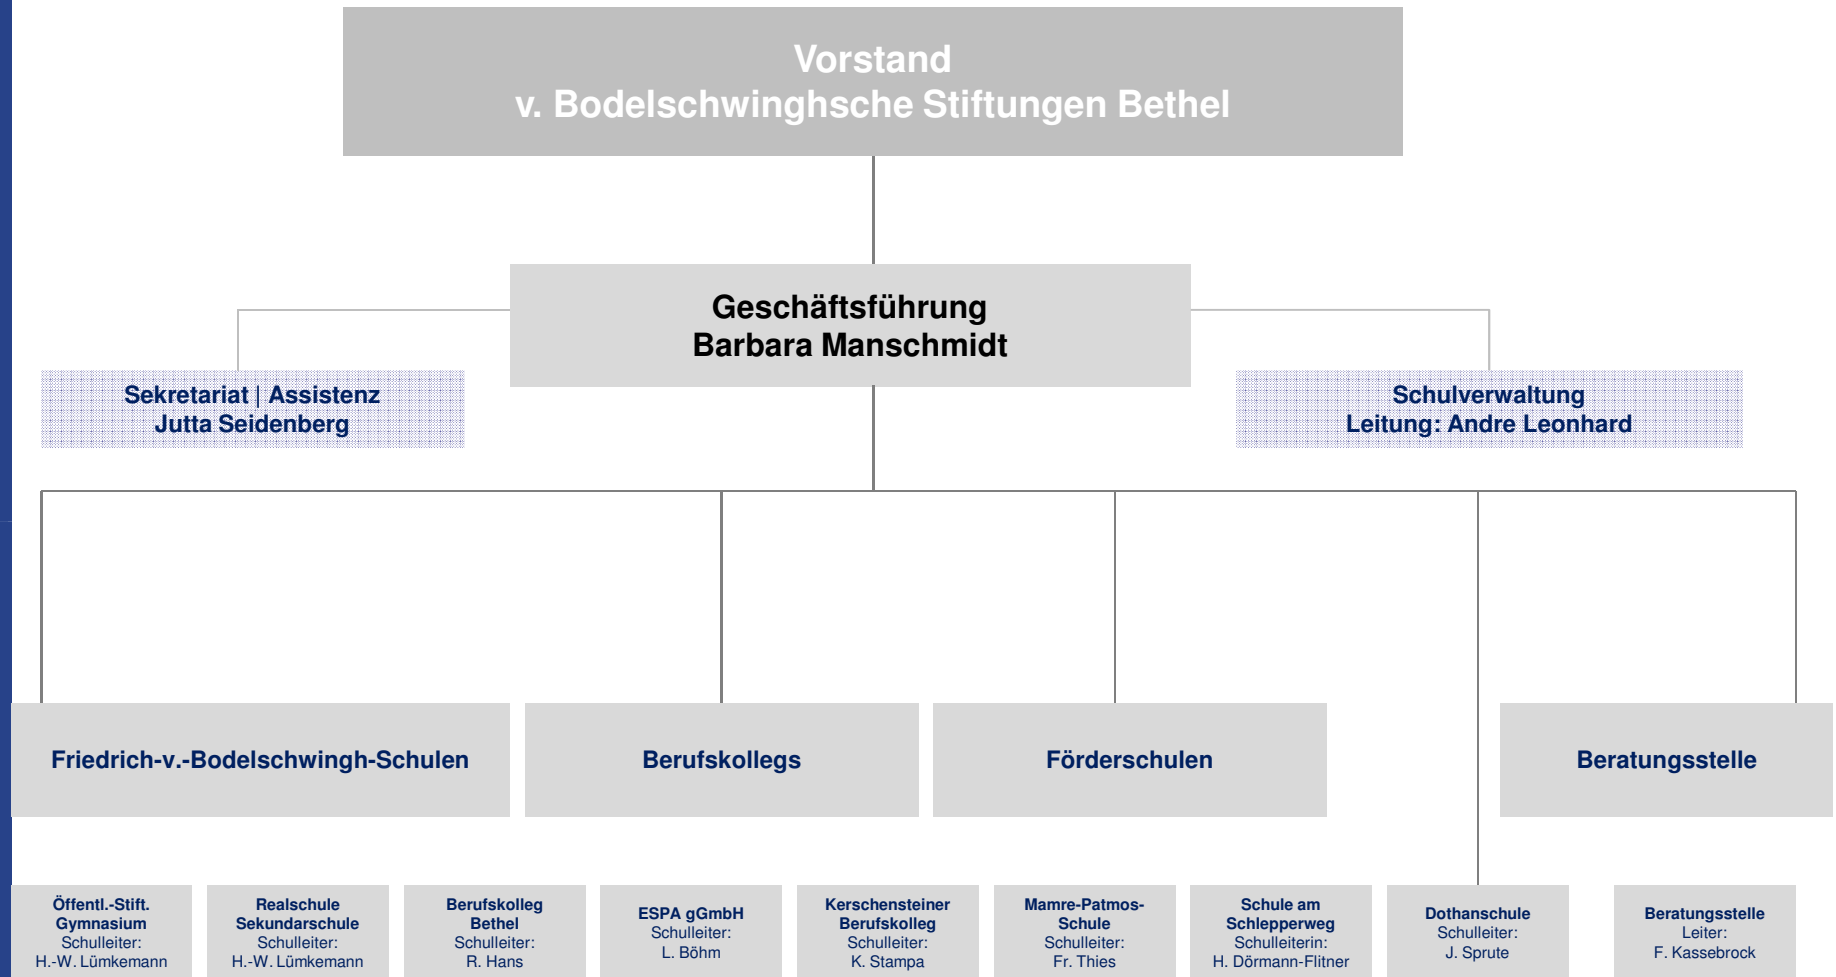 Vorstand
v. Bodelschwinghsche Stiftungen Bethel
Geschäftsführung
Barbara Manschmidt
Sekretariat | Assistenz
Jutta Seidenberg
Schulverwaltung
Leitung: Andre Leonhard
Friedrich-v.-Bodelschwingh-Schulen
Berufskollegs
Förderschulen
Beratungsstelle
Öffentl.-Stift.
Gymnasium
Schulleiter:
H.-W. Lümkemann
Realschule
Sekundarschule
Schulleiter:
H.-W. Lümkemann
Berufskolleg
Bethel
Schulleiter:
R. Hans
ESPA gGmbH
Schulleiter:
L. Böhm
Kerschensteiner
Berufskolleg
Schulleiter:
K. Stampa
Mamre-Patmos-
Schule
Schulleiter:
Fr. Thies
Schule am
Schlepperweg
Schulleiterin:
H. Dörmann-Flitner
Dothanschule
Schulleiter:
J. Sprute
Beratungsstelle
Leiter:
F. Kassebrock